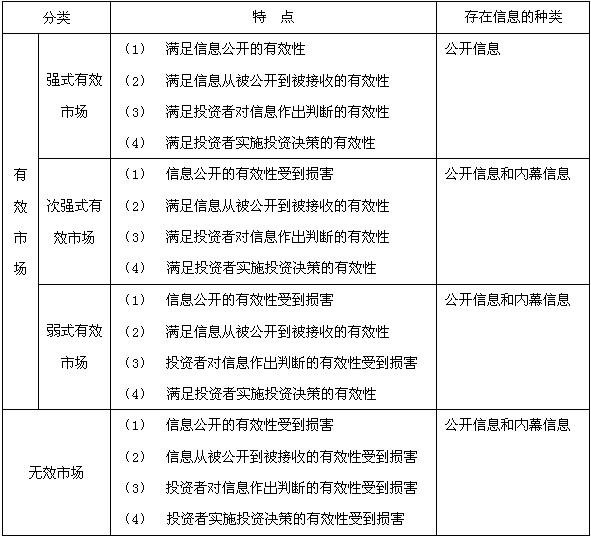 分类 特 点 存在信息的种类
有效市场
强式有效市场
(1) 满足信息公开的有效性
(2) 满足信息从被公开到被接收的有效性
(3) 满足投资者对信息作出判断的有效性
(4) 满足投资者实施投资决策的有效性
公开信息
次强式有效市场
(1) 信息公开的有效性受到损害
(2) 满足信息从被公开到被接收的有效性
(3) 满足投资者对信息作出判断的有效性
(4) 满足投资者实施投资决策的有效性
公开信息和内幕信息
弱式有效市场
(1) 信息公开的有效性受到损害
(2) 满足信息从被公开到被接收的有效性
(3) 投资者对信息作出判断的有效性受到损害
(4) 满足投资者实施投资决策的有效性
公开信息和内幕信息
无效市场
(1) 信息公开的有效性受到损害
(2) 信息从被公开到被接收的有效性受到损害
(3) 投资者对信息作出判断的有效性受到损害
(4) 投资者实施投资决策的有效性受到损害
公开信息和内幕信息